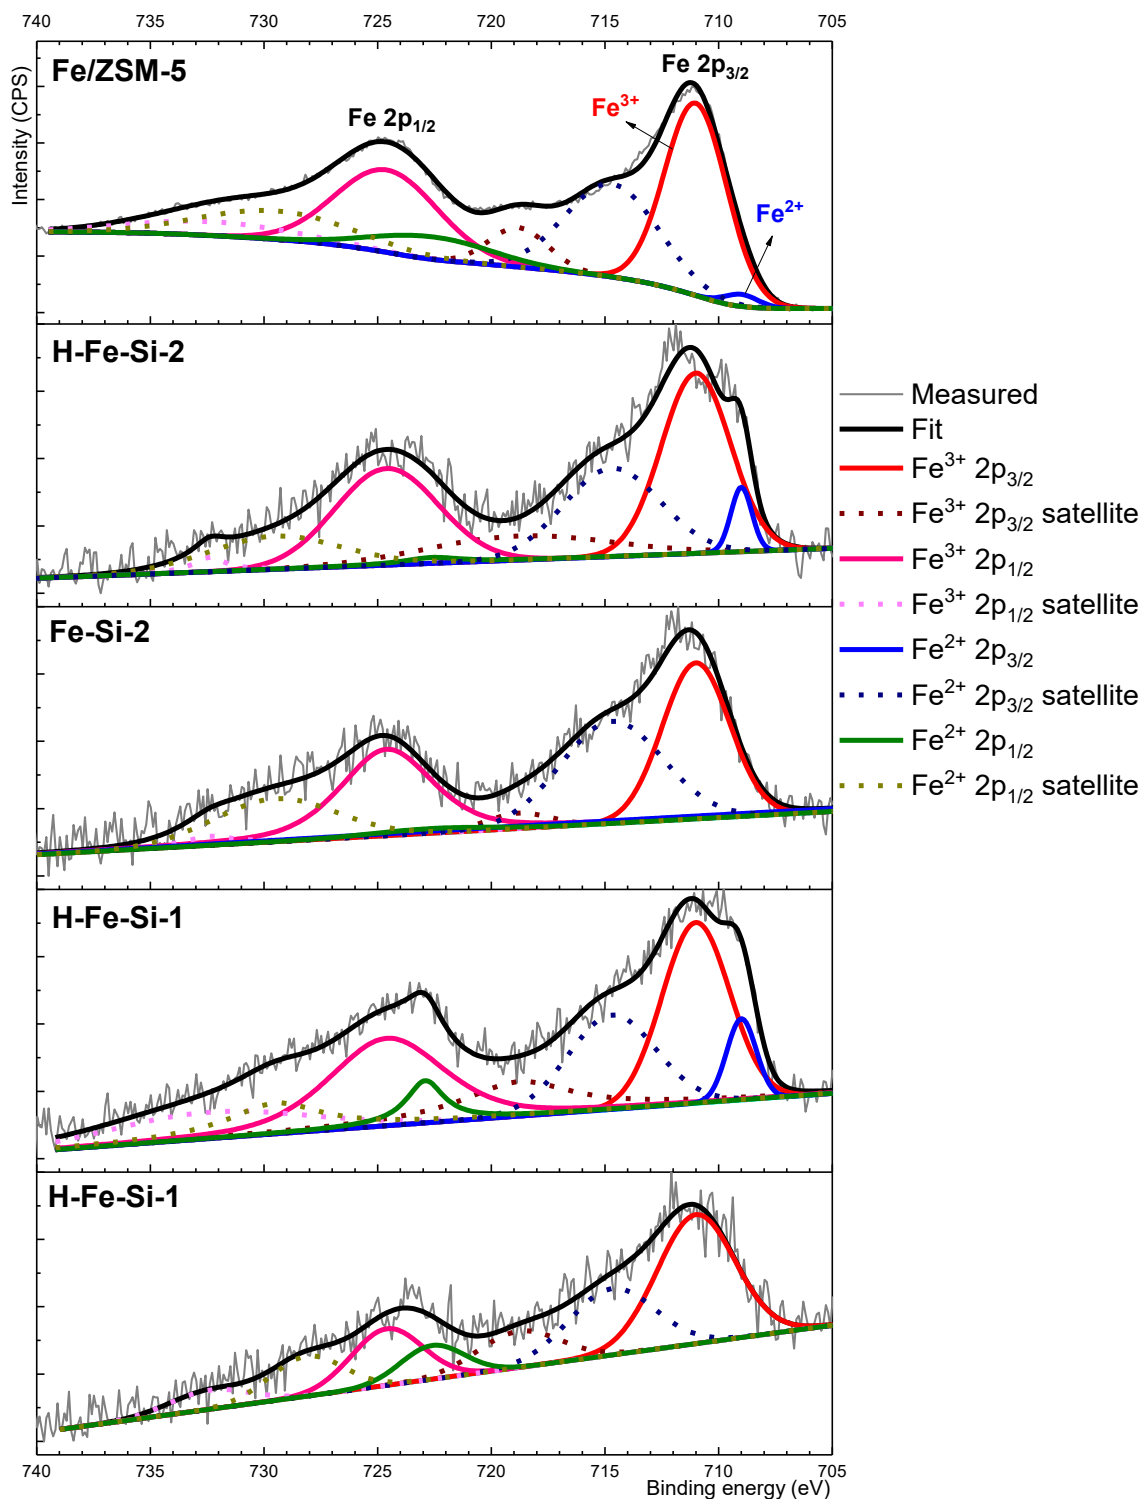 740 735 730 725 720 715 710 705
Intensity (CPS)
Fe/ZSM-5
Fe 2p1/2
Fe 2p3/2
Fe3+
Fe2+
H-Fe-Si-2
Fe-Si-2
H-Fe-Si-1
H-Fe-Si-1
740 735 730 725 720 715 710 705
Binding energy (eV)
Measured
Fit
Fe3+ 2p3/2
Fe3+ 2p3/2 satellite
Fe3+ 2p1/2
Fe3+ 2p1/2 satellite
Fe2+ 2p3/2
Fe2+ 2p3/2 satellite
Fe2+ 2p1/2
Fe2+ 2p1/2 satellite